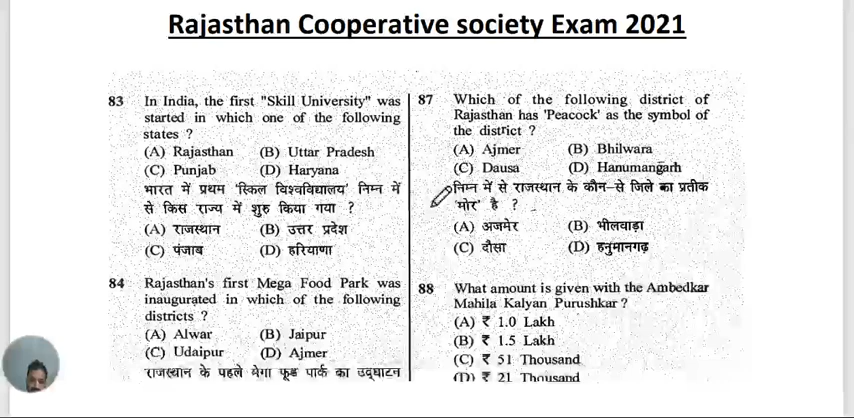 Rajasthan Cooperative society Exam 2021
83 In India, the first "Skill University" was
started in which one of the following
states ?
(A) Rajasthan (B) Uttar Pradesh
(C) Punjab (D) Haryana
भारत में प्रथम 'स्किल विश्वविद्यालय' निम्न में
से किस राज्य में शुरू किया गया ?
(A) राजस्थान (B) उत्तर प्रदेश
(C) पंजाब (D) हरियाणा
84 Rajasthan's first Mega Food Park was
inaugurated in which of the following
districts ?
(A) Alwar (B) Jaipur
(C) Udaipur (D) Ajmer
राजस्थान के पहले मेगा फूड पार्क का उद्घाटन
87 Which of the following district of
Rajasthan has 'Peacock' as the symbol of
the district ?
(A) Ajmer (B) Bhilwara
(C) Dausa (D) Hanumangarh
निम्न में से राजस्थान के कौन-से जिले का प्रतीक
'मोर' है ?
(A) अजमेर (B) भीलवाड़ा
(C) दौसा (D) हनुमानगढ़
88 What amount is given with the Ambedkar
Mahila Kalyan Purushkar ?
(A) ₹ 1.0 Lakh
(B) ₹ 1.5 Lakh
(C) ₹ 51 Thousand
(D) ₹ 21 Thousand